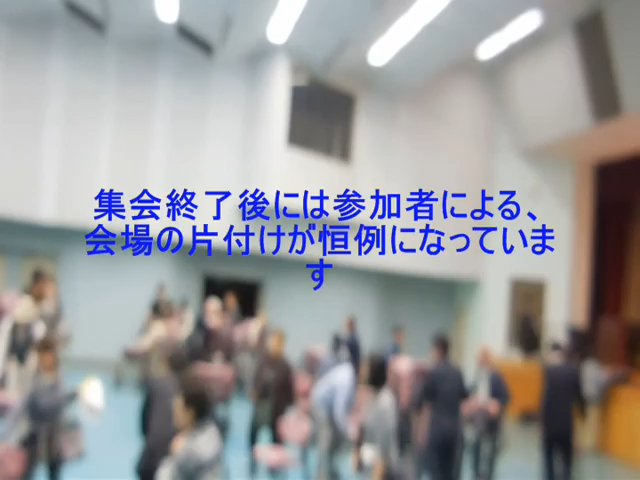 集会終了後には参加者による、
会場の片付けが恒例になっていま
す